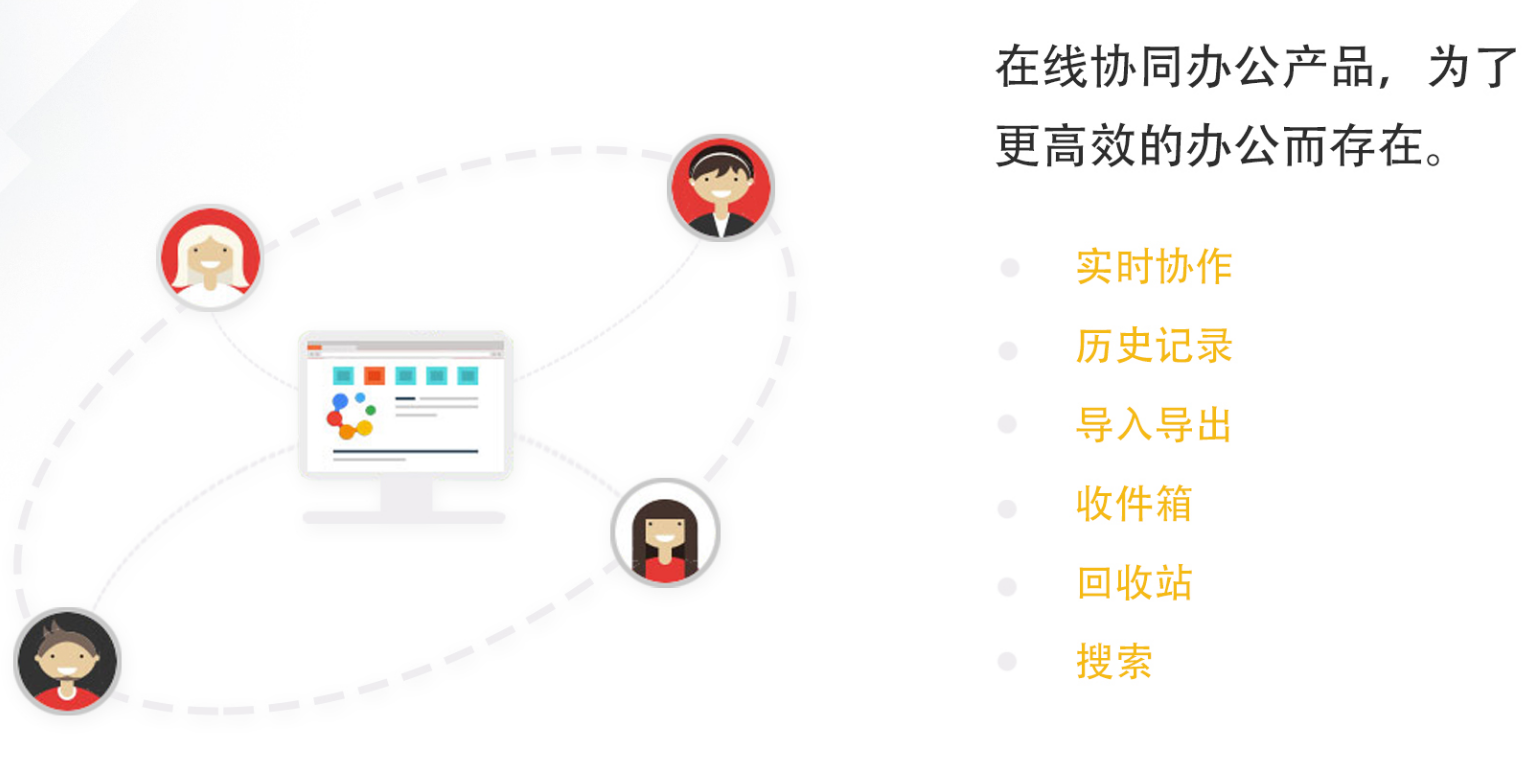 在线协同办公产品，为了
更高效的办公而存在。
实时协作
历史记录
导入导出
收件箱
回收站
搜索